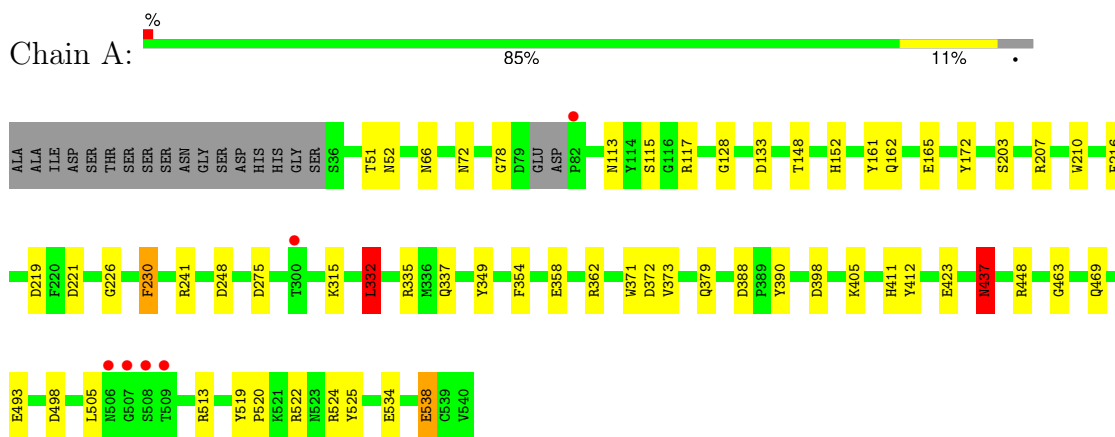 %
Chain A:
85% 11% •
ALA ALA ILE ASP SER THR SER SER SER ASN GLY SER ASP HIS HIS GLY SER S36 T51 N52 N66 N72 G78 D79 GLU ASP P82 N113 Y114 S115 G116 R117 G128 D133 T148 H152 Y161 Q162 E165 Y172 S203 R207 W210
D219 F220 D221 G226 F230 R241 D248 D275 T300 K315 L332 R335 M336 Q337 Y349 F354 E358 R362 W371 D372 V373 Q379 D388 P389 Y390 D398 K405 H411 Y412 E423 N437 R448 G463 Q469
E493 D498 L505 N506 G507 S508 T509 R513 Y519 P520 K521 R522 N523 R524 Y525 E534 E538 C539 V540